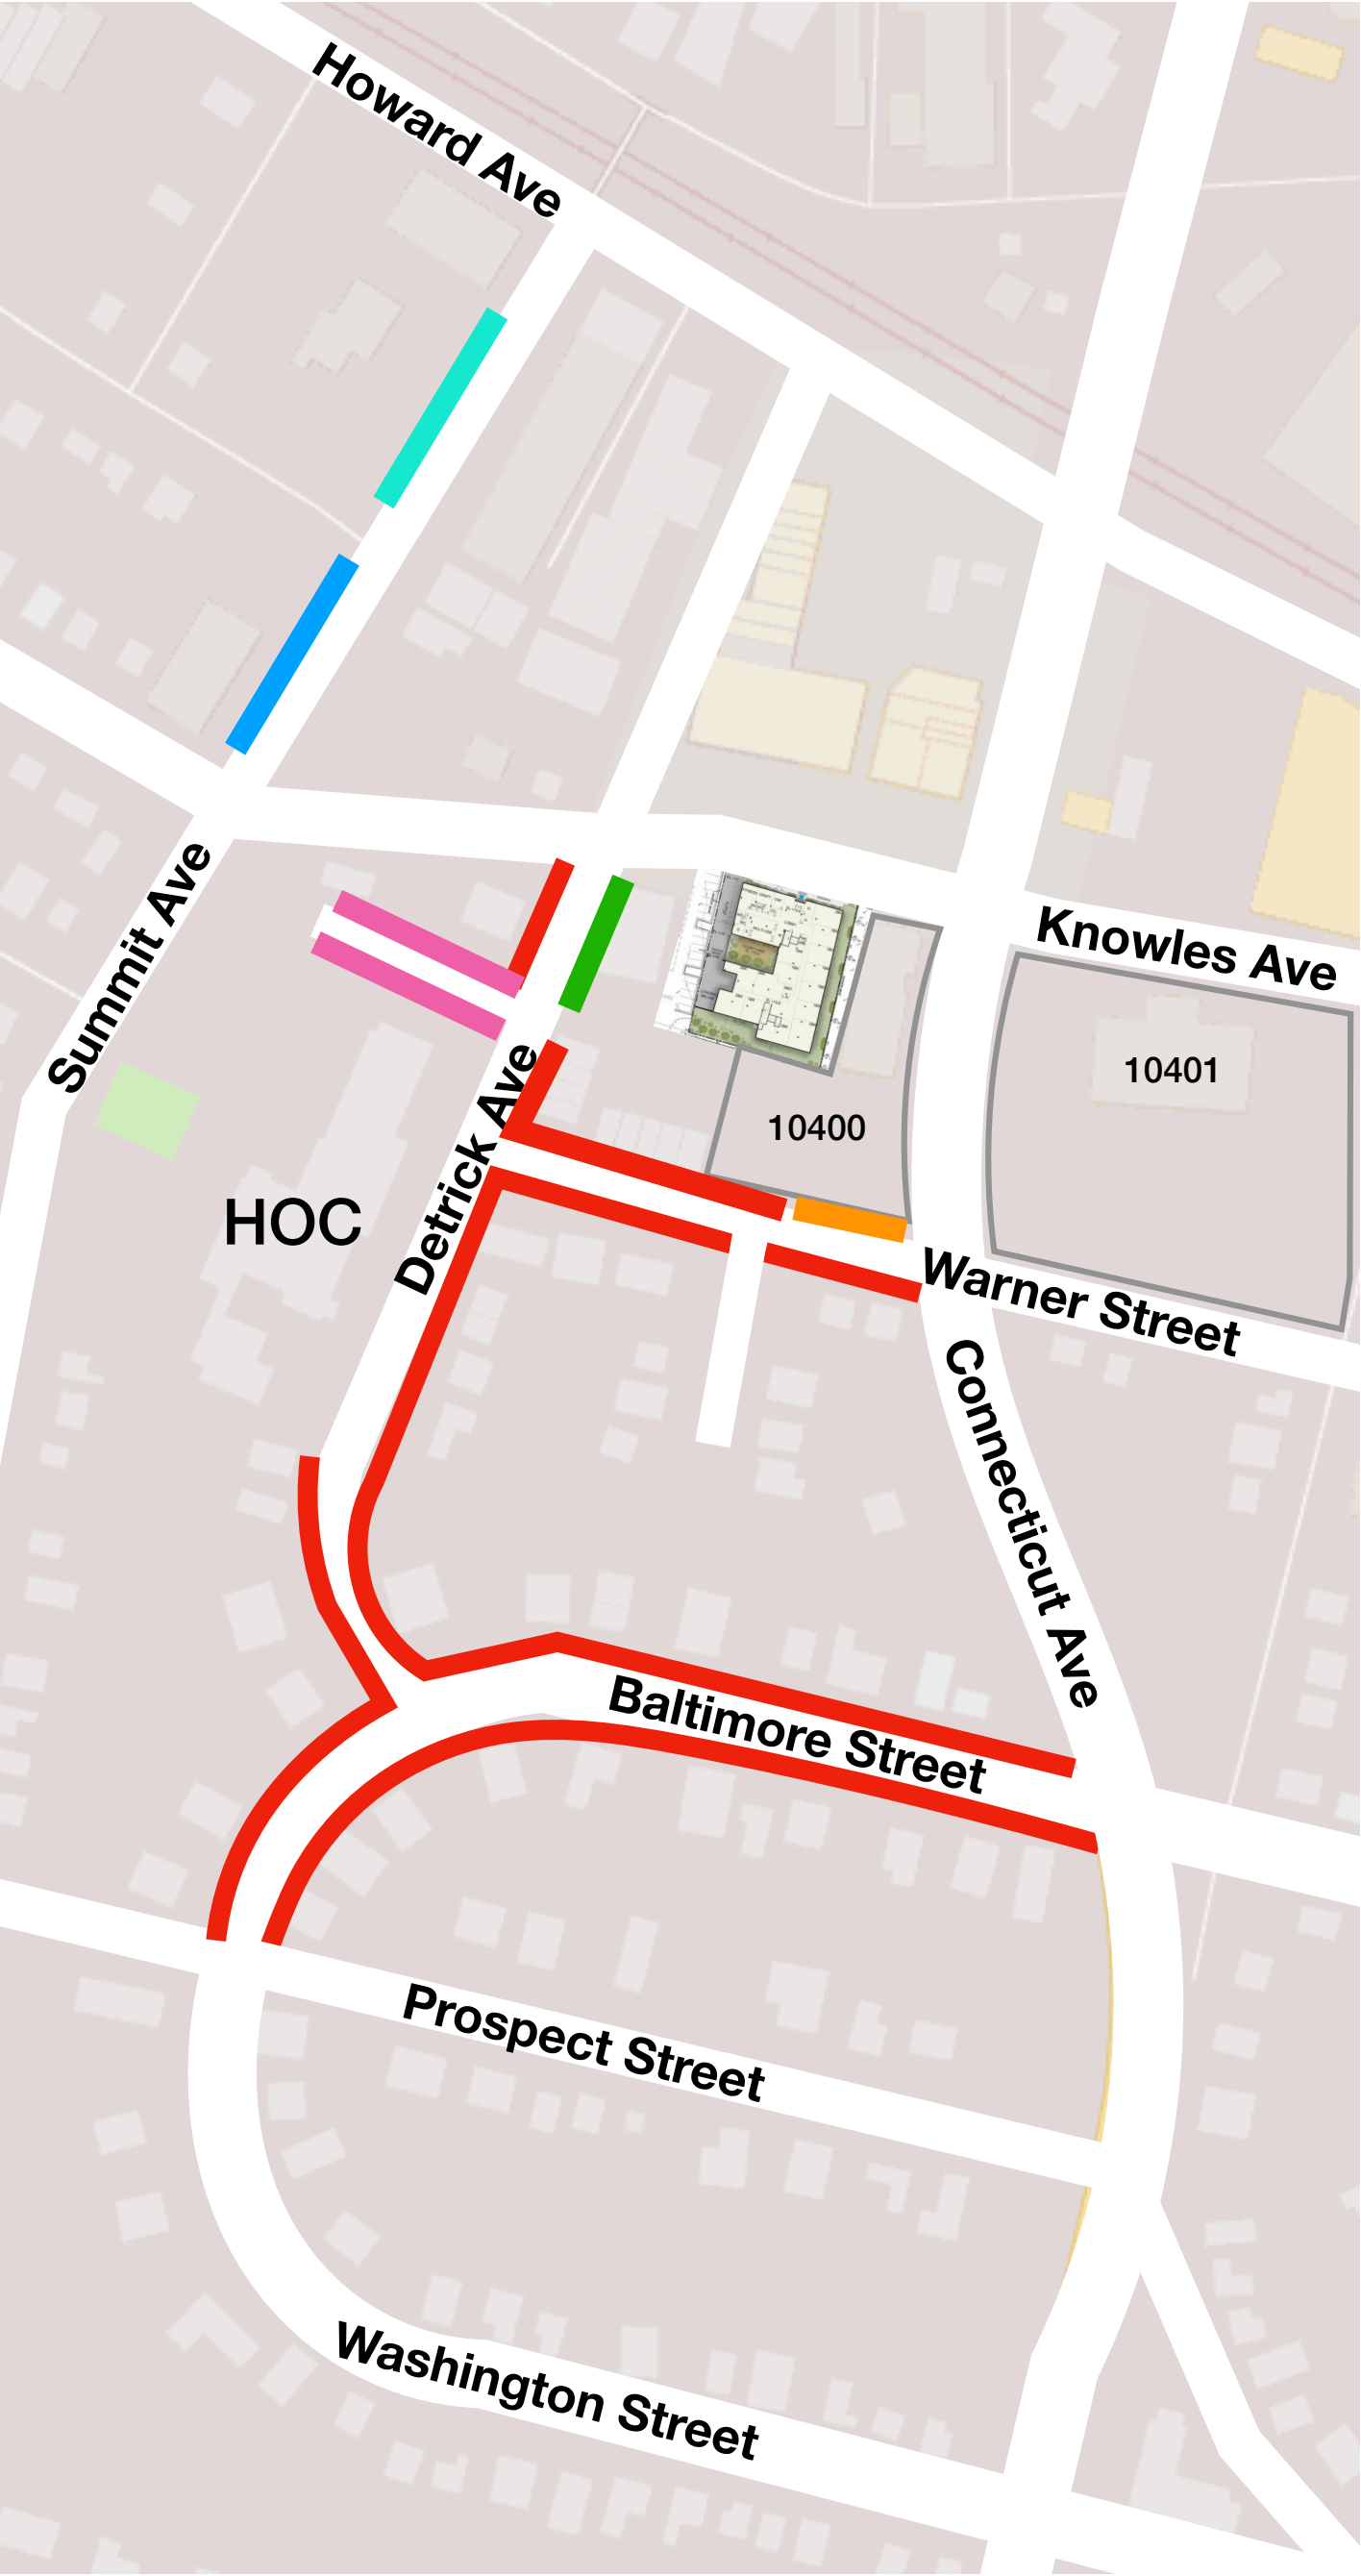 Howard Ave
Summit Ave
Knowles Ave
10401
10400
Detrick Ave
HOC
Warner Street
Connecticut Ave
Baltimore Street
Prospect Street
Washington Street